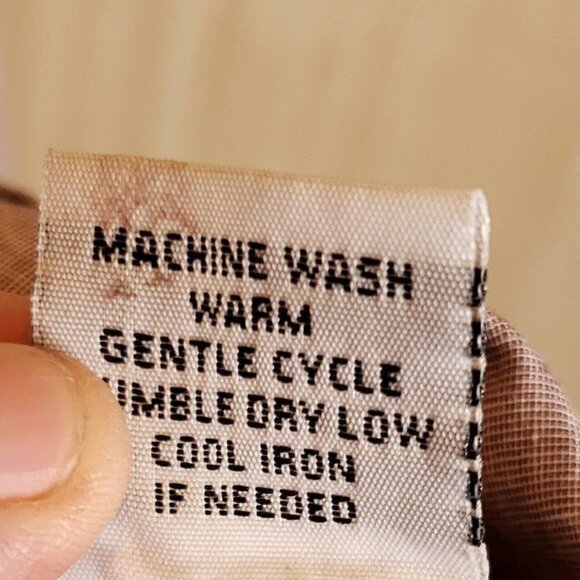 MACHINE WASH
WARM
GENTLE CYCLE
UMBLE DRY LOW
COOL IRON
IF NEEDED